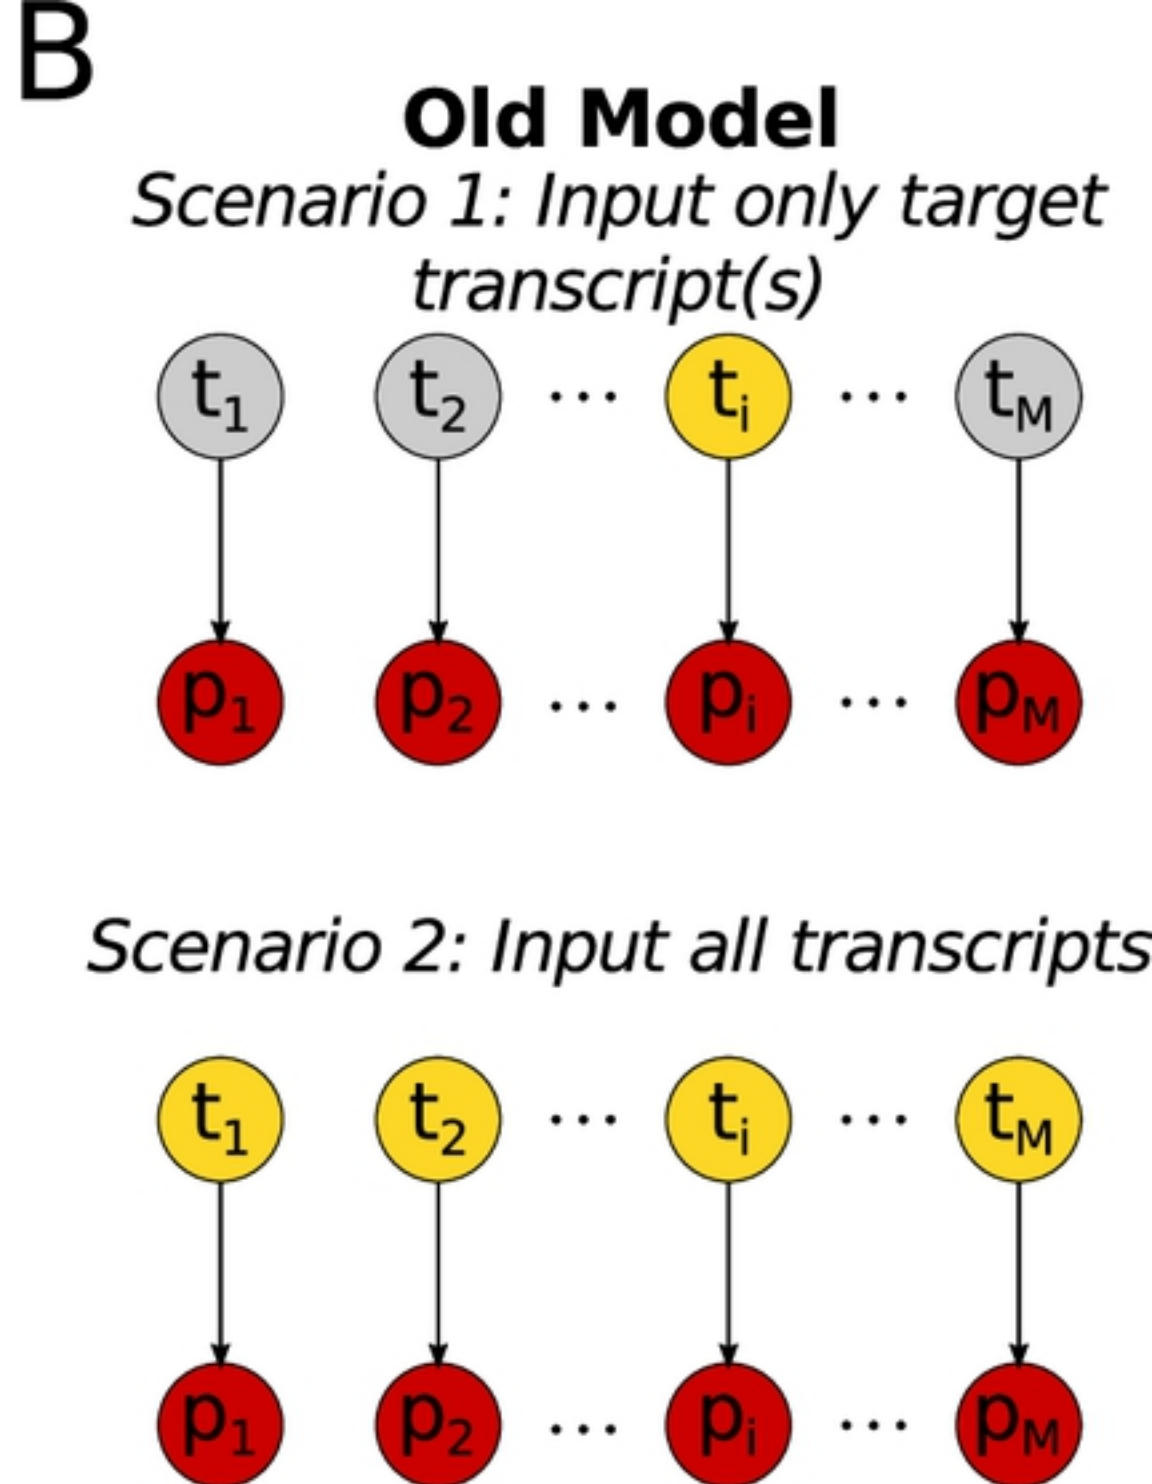 B
Old Model
Scenario 1: Input only target
transcript(s)
t1 t2 ... ti ... tM
p1 p2 ... pi ... pM
Scenario 2: Input all transcripts
t1 t2 ... ti ... tM
p1 p2 ... pi ... pM